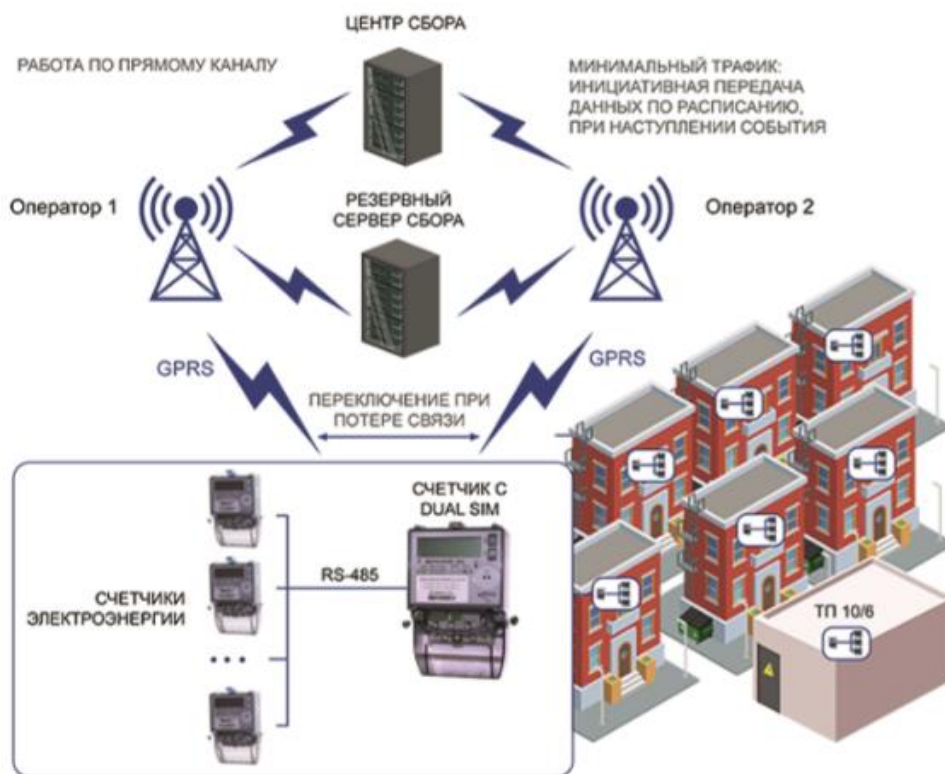 ЦЕНТР СБОРА
РАБОТА ПО ПРЯМОМУ КАНАЛУ
МИНИМАЛЬНЫЙ ТРАФИК:
ИНИЦИАТИВНАЯ ПЕРЕДАЧА
ДАННЫХ ПО РАСПИСАНИЮ,
ПРИ НАСТУПЛЕНИИ СОБЫТИЯ
Оператор 1
РЕЗЕРВНЫЙ
СЕРВЕР СБОРА
Оператор 2
GPRS
GPRS
ПЕРЕКЛЮЧЕНИЕ ПРИ
ПОТЕРЕ СВЯЗИ
СЧЕТЧИК С
DUAL SIM
RS-485
СЧЕТЧИКИ
ЭЛЕКТРОЭНЕРГИИ
ТП 10/6